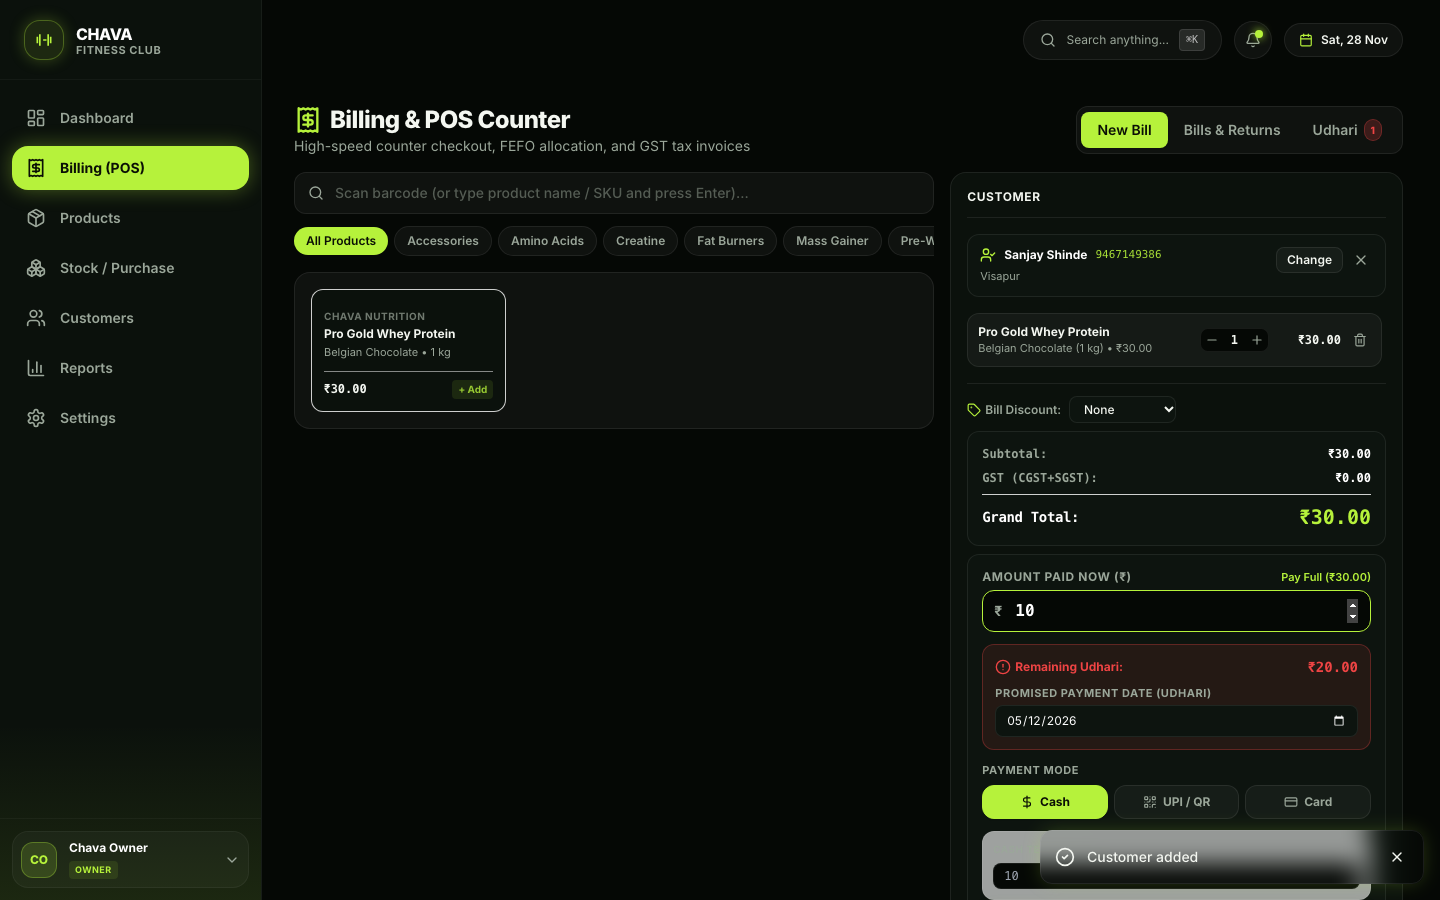 CHAVA
FITNESS CLUB
Search anything... ⌘K
Sat, 28 Nov
Dashboard
Billing (POS)
Products
Stock / Purchase
Customers
Reports
Settings
Chava Owner
CO
OWNER
Billing & POS Counter
High-speed counter checkout, FEFO allocation, and GST tax invoices
New Bill
Bills & Returns
Udhari 1
Scan barcode (or type product name / SKU and press Enter)...
All Products
Accessories
Amino Acids
Creatine
Fat Burners
Mass Gainer
Pre-W
CHAVA NUTRITION
Pro Gold Whey Protein
Belgian Chocolate • 1 kg
₹30.00
+ Add
CUSTOMER
Sanjay Shinde 9467149386
Visapur
Change
Pro Gold Whey Protein
Belgian Chocolate (1 kg) • ₹30.00
1
₹30.00
Bill Discount: None
Subtotal: ₹30.00
GST (CGST+SGST): ₹0.00
Grand Total: ₹30.00
AMOUNT PAID NOW (₹) Pay Full (₹30.00)
₹ 10
Remaining Udhari: ₹20.00
PROMISED PAYMENT DATE (UDHARI)
05/12/2026
PAYMENT MODE
Cash
UPI / QR
Card
10
Customer added